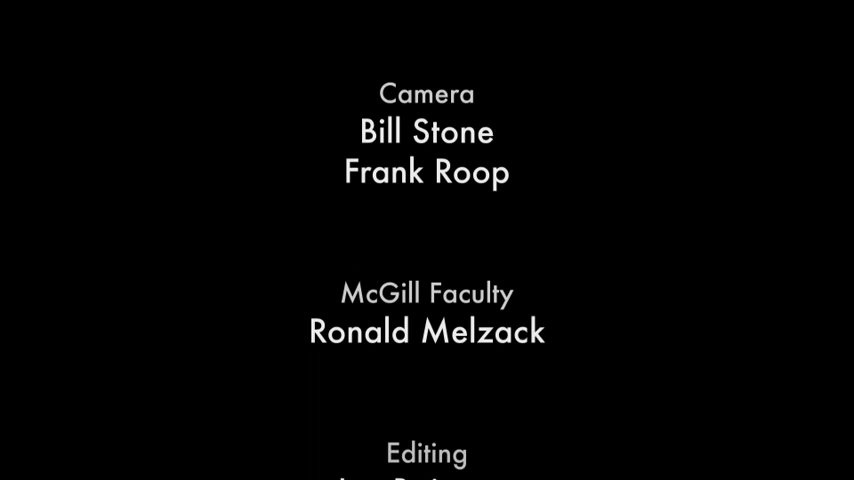 Camera
Bill Stone
Frank Roop
McGill Faculty
Ronald Melzack
Editing